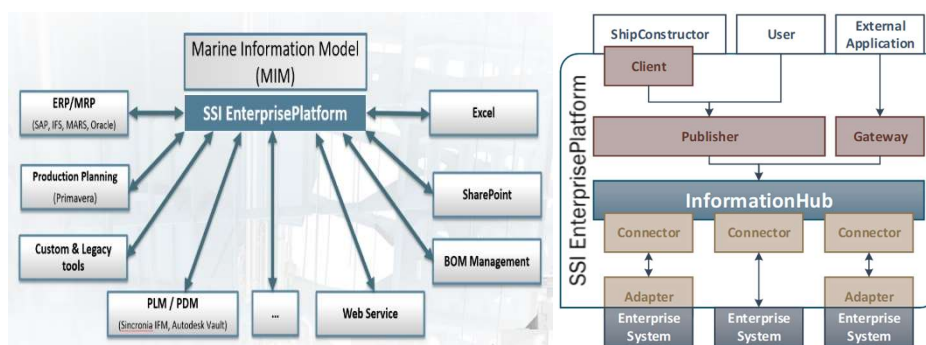 Marine Information Model
(MIM)
SSI EnterprisePlatform
ERP/MRP
(SAP, IFS, MARS, Oracle)
Excel
Production Planning
(Primavera)
SharePoint
Custom & Legacy
tools
BOM Management
PLM / PDM
(Sincronia IFM, Autodesk Vault)
...
Web Service
SSI EnterprisePlatform
ShipConstructor
User
External
Application
Client
Publisher
Gateway
InformationHub
Connector
Connector
Connector
Adapter
Adapter
Enterprise
System
Enterprise
System
Enterprise
System